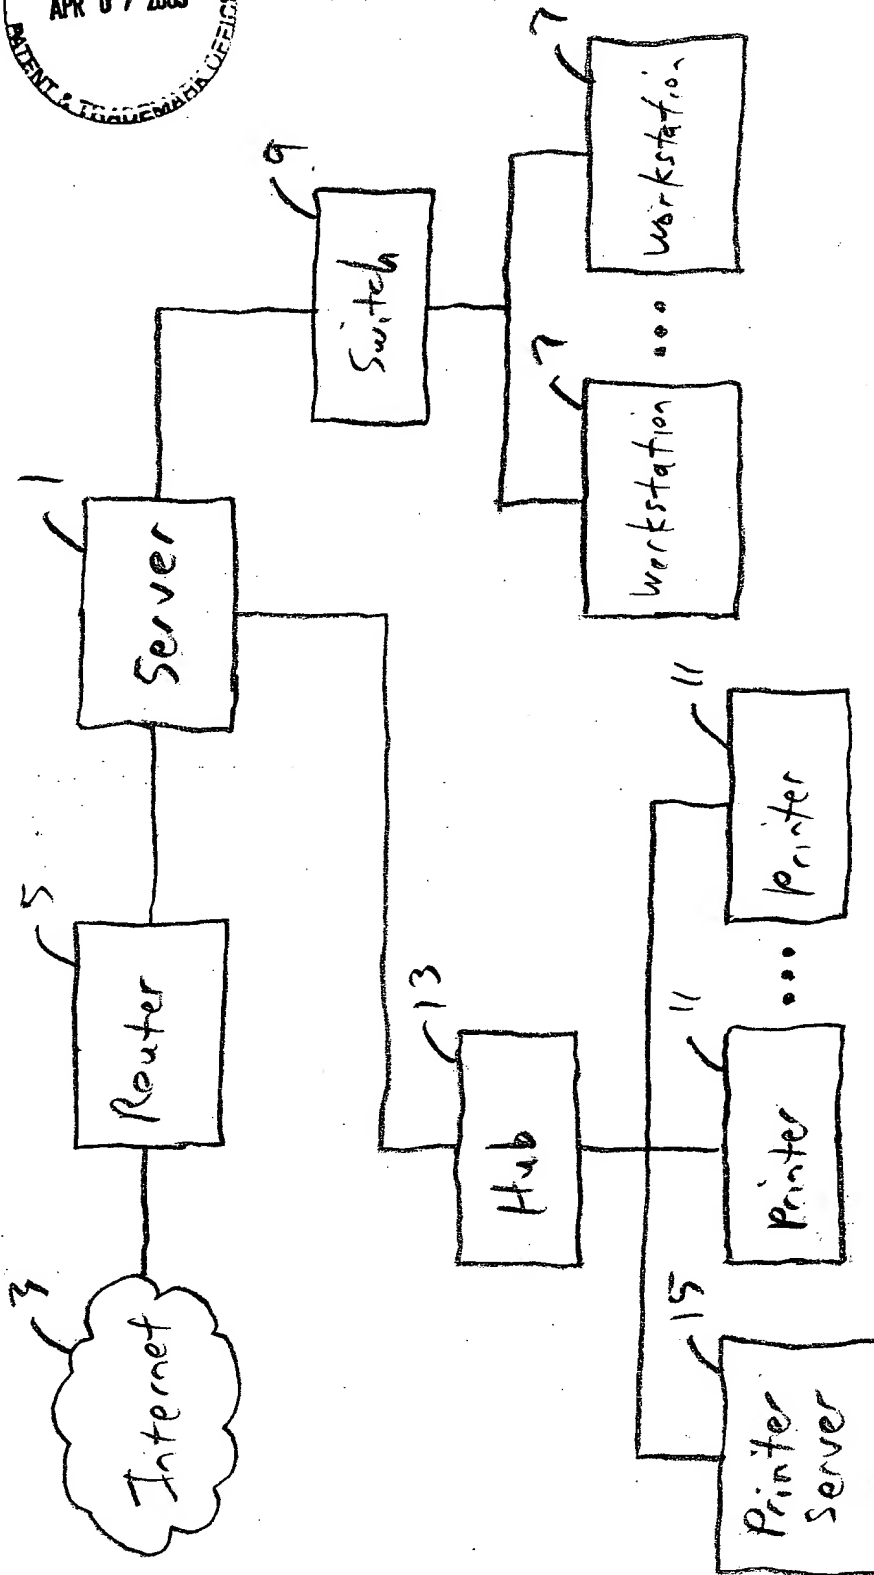 APR 0 7 2003
PATENT & TRADEMARK OFFICE
3
Internet
5
Router
1
Server
9
Switch
7
Workstation
...
7
Workstation
13
Hub
15
Printer
Server
11
Printer
...
11
Printer